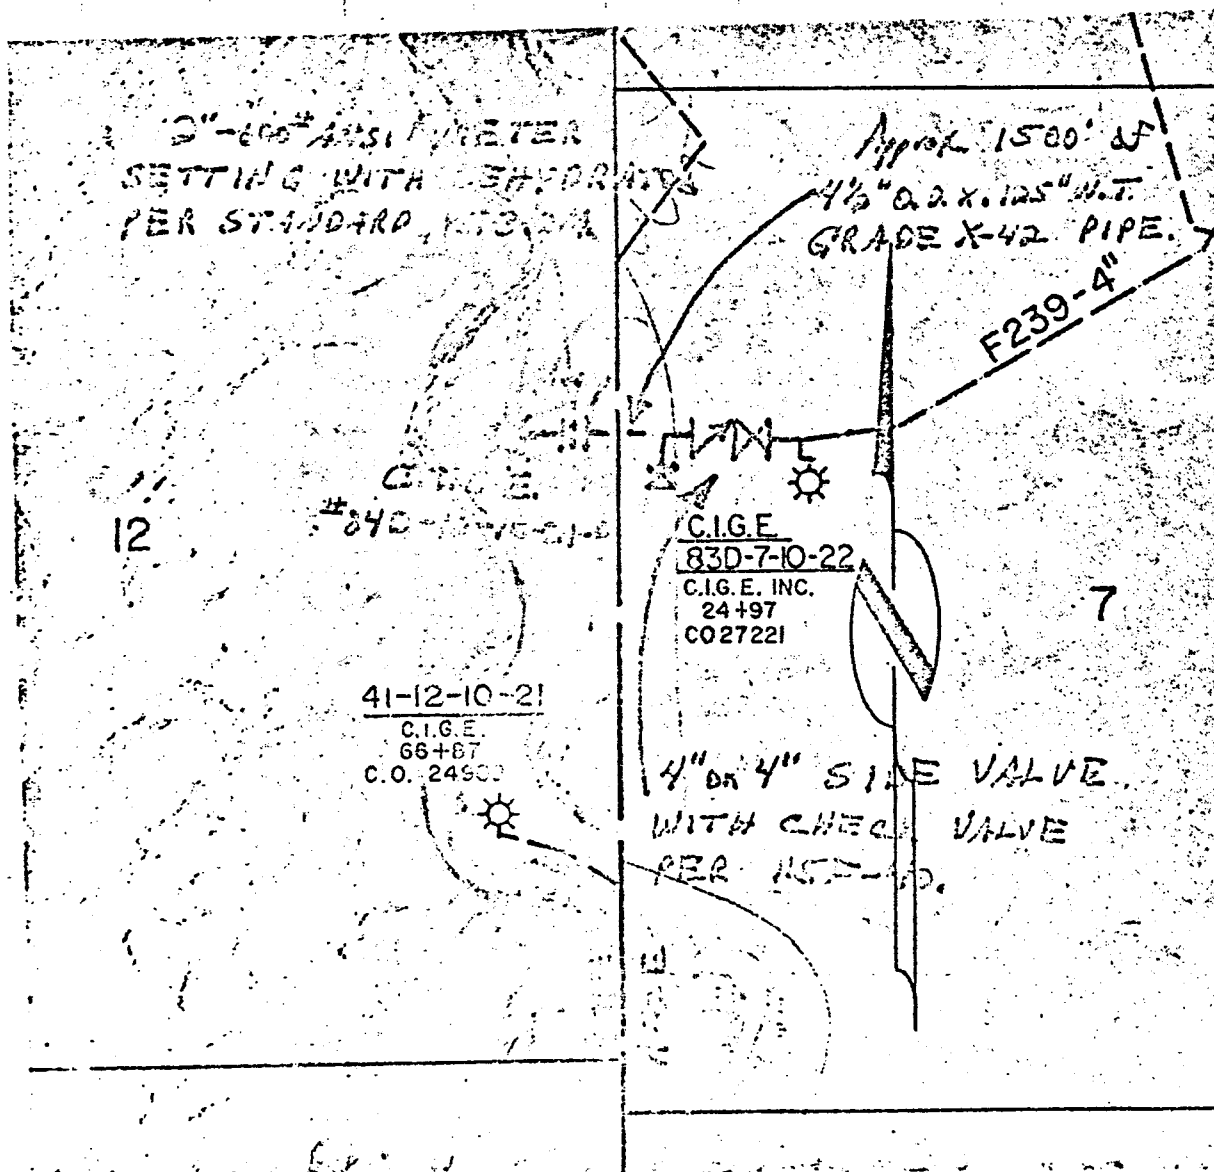 2"-600# ANSI METER
SETTING WITH DEHYDRATOR
PER STANDARD
Approx. 1500' of
4½" O.D. x .125" W.T.
GRADE X-42 PIPE.
F239-4"
C.I.G.E.
12
C.I.G.E.
83D-7-10-22
C.I.G.E. INC.
24+97
CO 27221
7
41-12-10-21
C.I.G.E.
66+87
C.O.
4" on 4" SIDE VALVE
WITH CHECK VALVE
PER
N